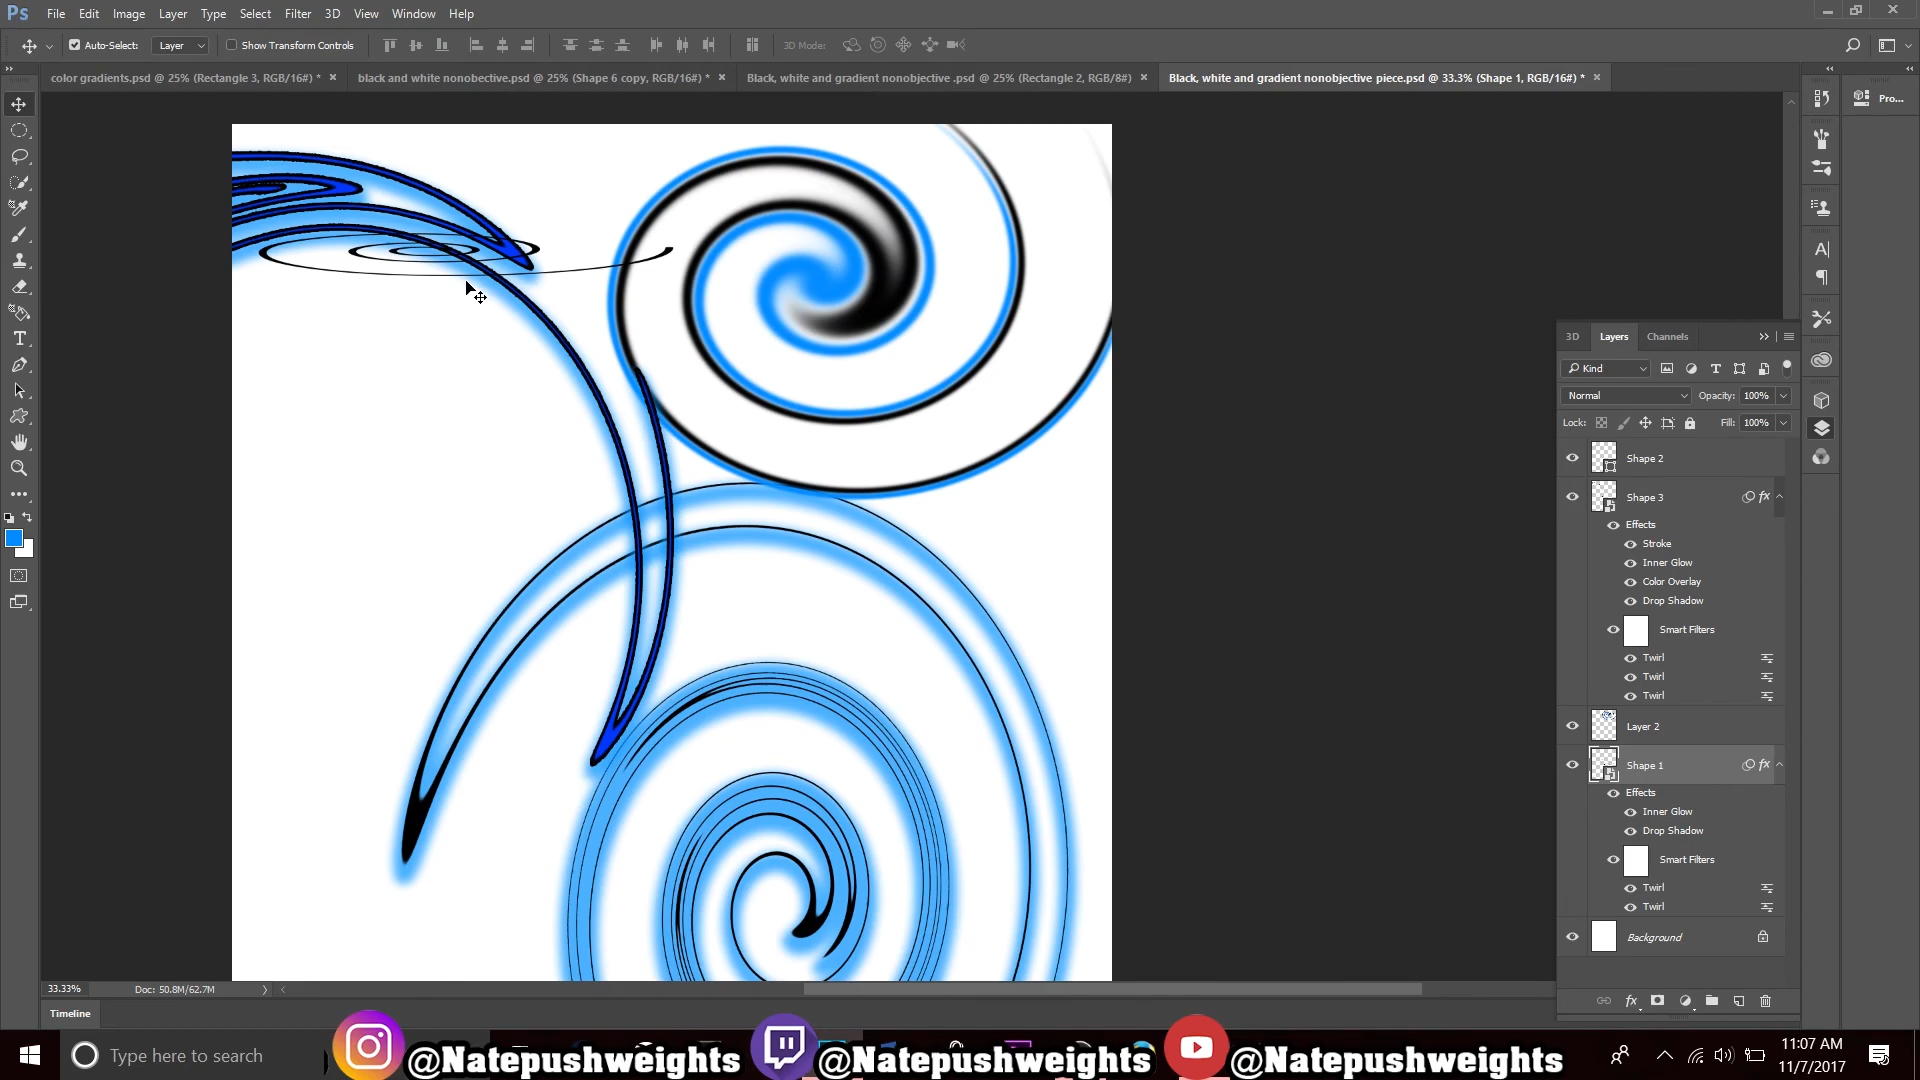 Ps File Edit Image Layer Type Select Filter 3D View Window Help
Auto-Select: Layer Show Transform Controls 3D Mode:
color gradients.psd @ 25% (Rectangle 3, RGB/16#) * × black and white nonobective.psd @ 25% (Shape 6 copy, RGB/16#) * × Black, white and gradient nonobjective .psd @ 25% (Rectangle 2, RGB/8#) × Black, white and gradient nonobjective piece.psd @ 33.3% (Shape 1, RGB/16#) * ×
Pro...
3D Layers Channels
Kind
Normal Opacity: 100%
Lock: Fill: 100%
Shape 2
Shape 3 fx
Effects
Stroke
Inner Glow
Color Overlay
Drop Shadow
Smart Filters
Twirl
Twirl
Twirl
Layer 2
Shape 1 fx
Effects
Inner Glow
Drop Shadow
Smart Filters
Twirl
Twirl
Background
fx
33.33% Doc: 50.8M/62.7M
Timeline
Type here to search
@Natepushweights @Natepushweights @Natepushweights
11:07 AM
11/7/2017